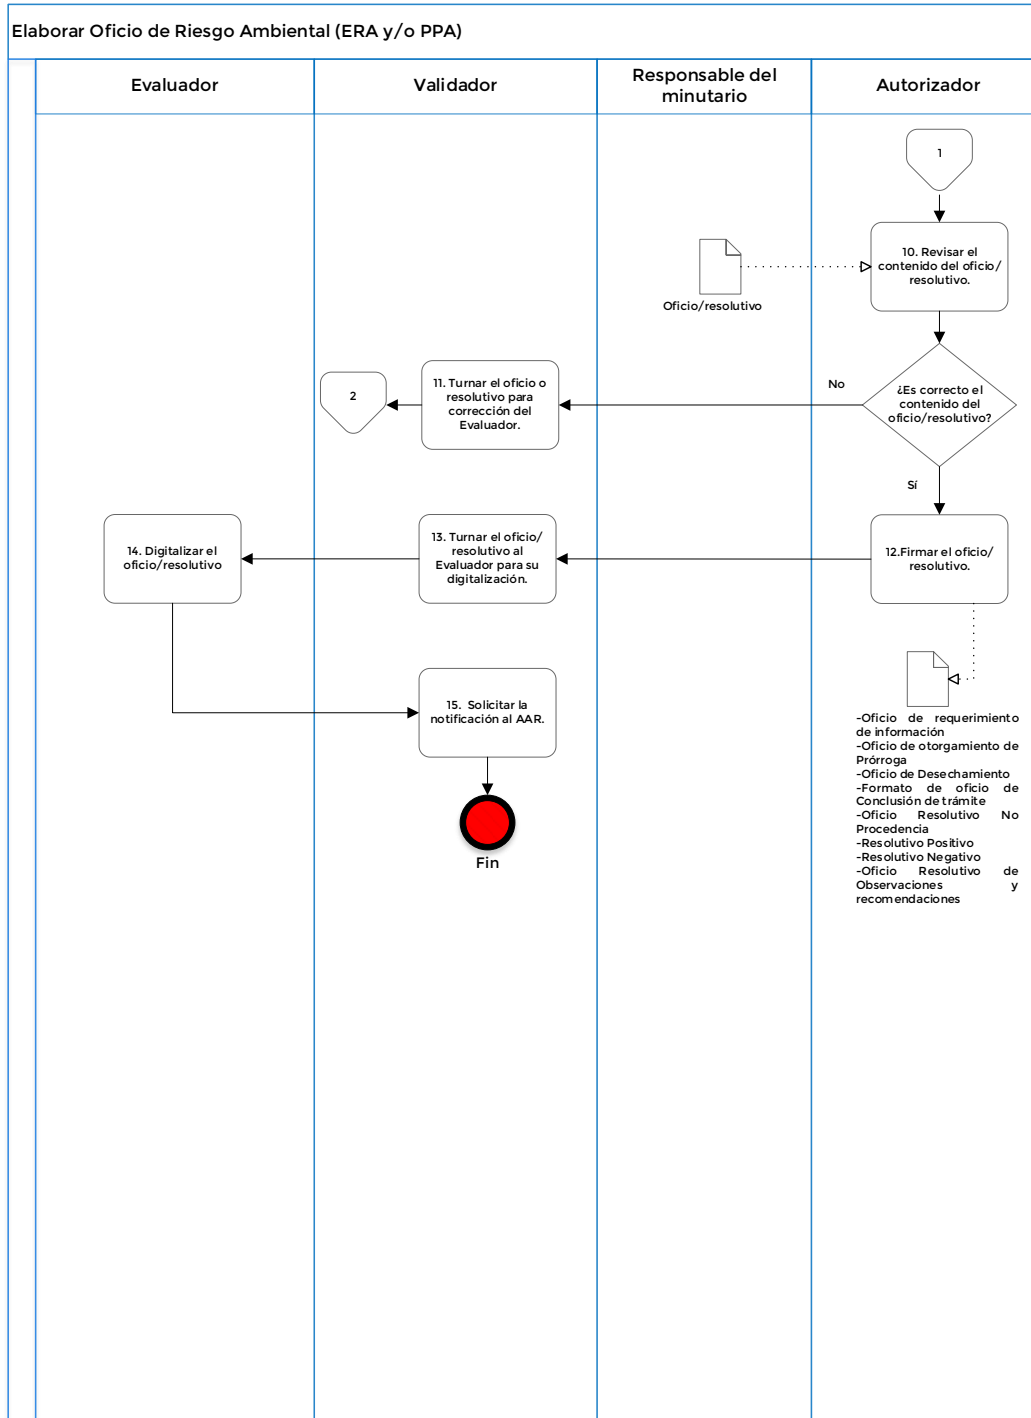 Elaborar Oficio de Riesgo Ambiental (ERA y/o PPA)
Evaluador
Validador
Responsable del
minutario
Autorizador
1
10. Revisar el
contenido del oficio/
resolutivo.
Oficio/resolutivo
¿Es correcto el
contenido del
oficio/resolutivo?
No
11. Turnar el oficio o
resolutivo para
corrección del
Evaluador.
2
Sí
12.Firmar el oficio/
resolutivo.
13. Turnar el oficio/
resolutivo al
Evaluador para su
digitalización.
14. Digitalizar el
oficio/resolutivo
15. Solicitar la
notificación al AAR.
Fin
-Oficio de requerimiento
de información
-Oficio de otorgamiento de
Prórroga
-Oficio de Desechamiento
-Formato de oficio de
Conclusión de trámite
-Oficio Resolutivo No
Procedencia
-Resolutivo Positivo
-Resolutivo Negativo
-Oficio Resolutivo de
Observaciones y
recomendaciones